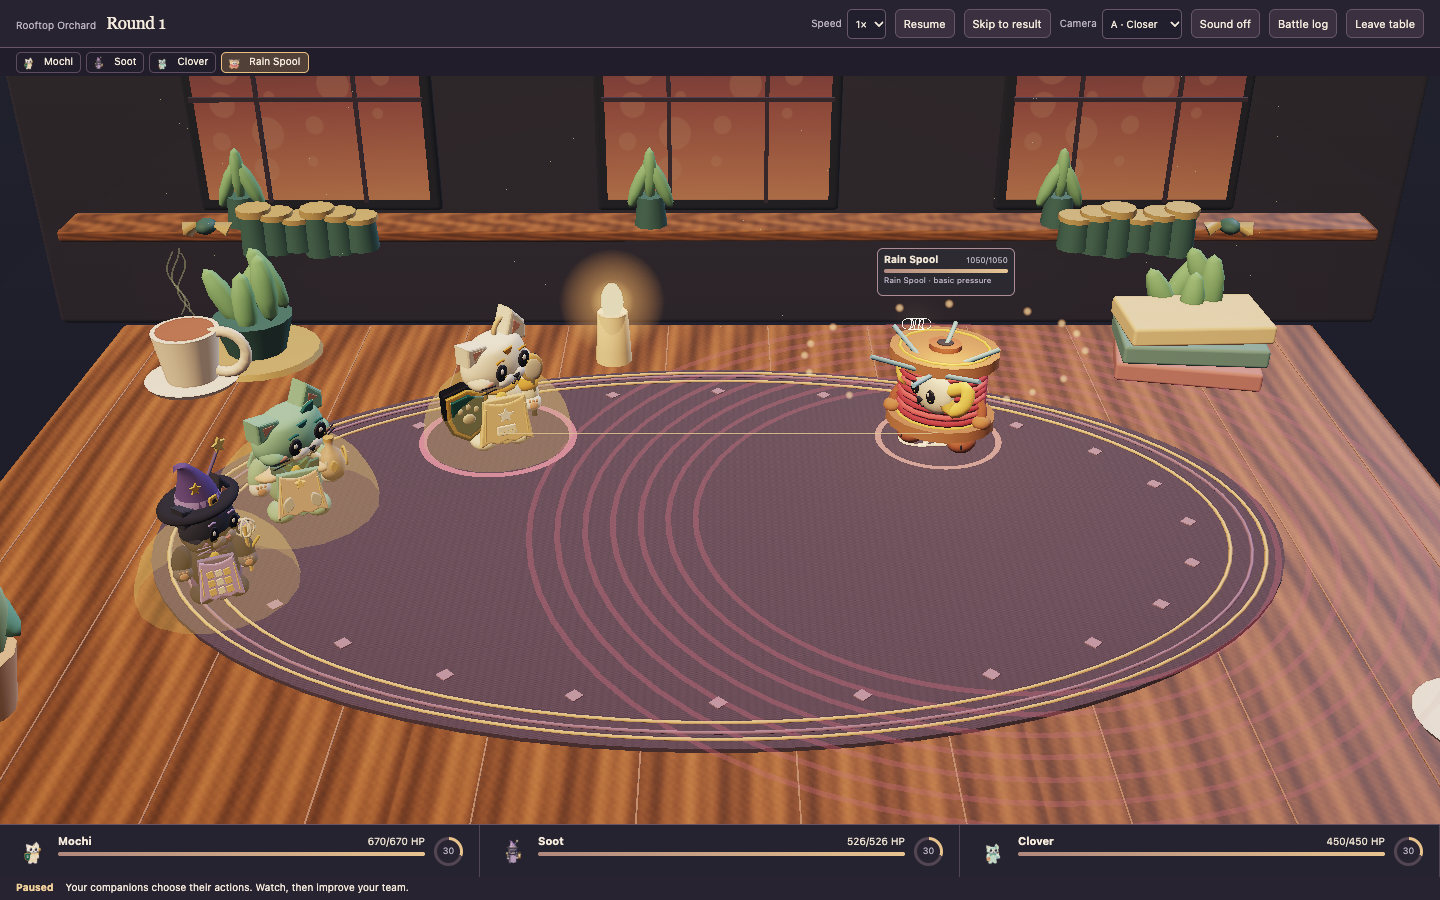 Rooftop Orchard Round 1
Speed 1x Resume Skip to result Camera A · Closer Sound off Battle log Leave table
Mochi Soot Clover Rain Spool
Rain Spool 1050/1050
Rain Spool · basic pressure
Mochi 670/670 HP 30
Soot 526/526 HP 30
Clover 450/450 HP 30
Paused Your companions choose their actions. Watch, then improve your team.